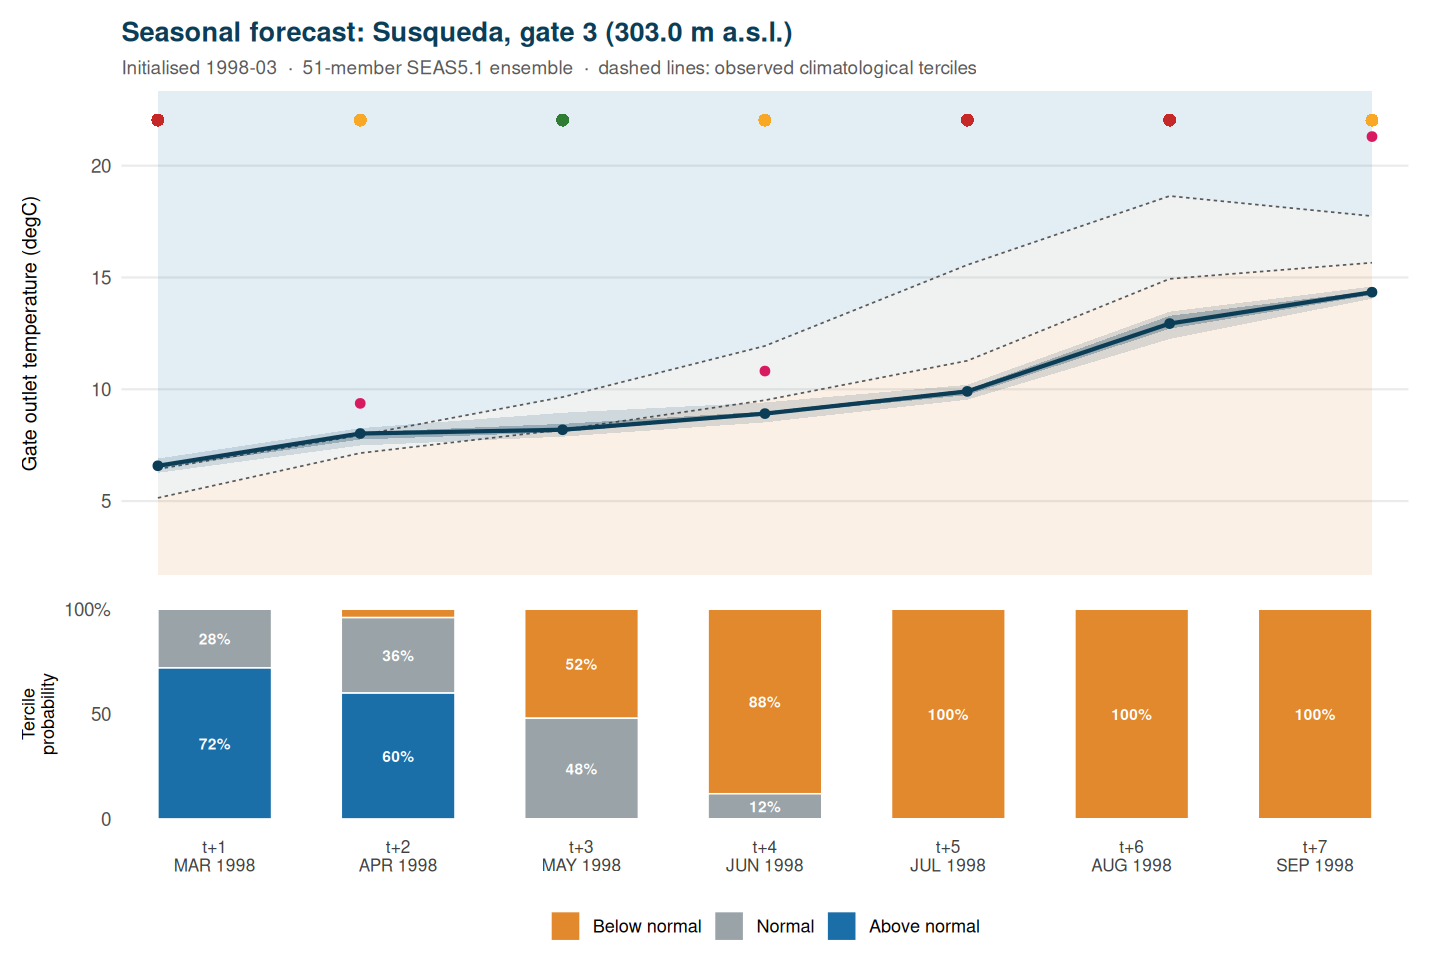 Seasonal forecast: Susqueda, gate 3 (303.0 m a.s.l.)
Initialised 1998-03 · 51-member SEAS5.1 ensemble · dashed lines: observed climatological terciles
Gate outlet temperature (degC)
20
15
10
5
Tercile
probability
100%
50
0
28%
72%
36%
60%
52%
48%
88%
12%
100%
100%
100%
t+1
MAR 1998
t+2
APR 1998
t+3
MAY 1998
t+4
JUN 1998
t+5
JUL 1998
t+6
AUG 1998
t+7
SEP 1998
Below normal
Normal
Above normal